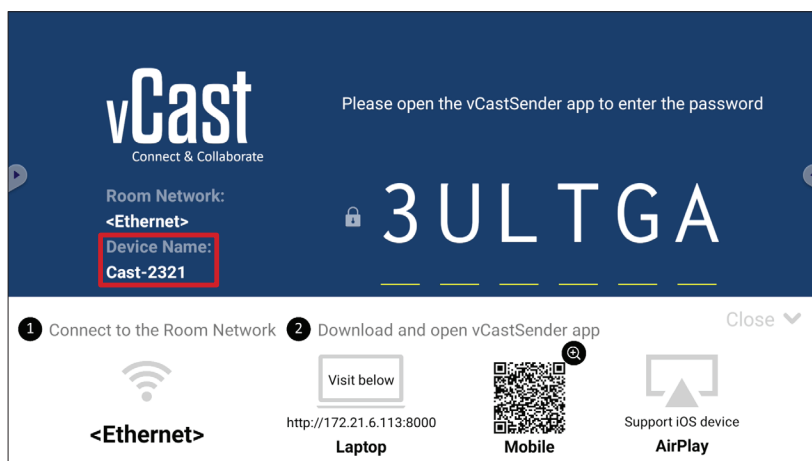 vCast
Connect & Collaborate
Please open the vCastSender app to enter the password
Room Network:
<Ethernet>
Device Name:
Cast-2321
3ULTGA
Close
1 Connect to the Room Network
2 Download and open vCastSender app
<Ethernet>
Visit below
http://172.21.6.113:8000
Laptop
Mobile
Support iOS device
AirPlay